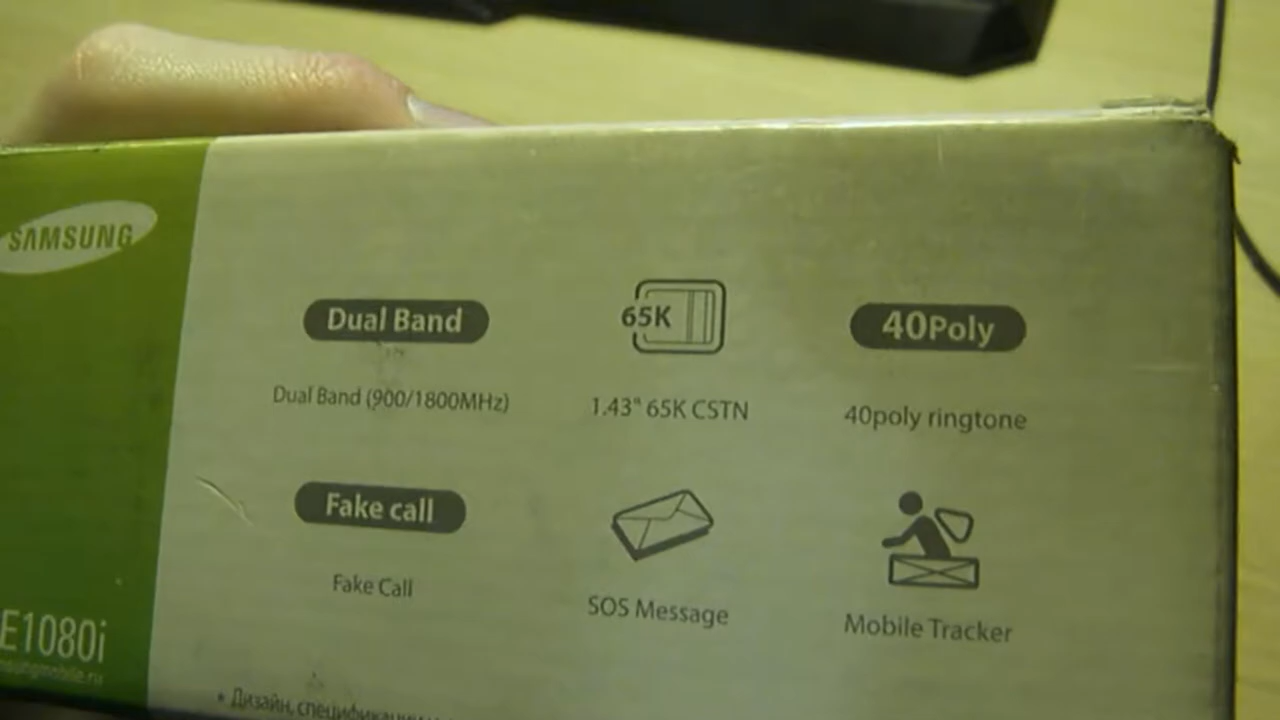 SAMSUNG
Dual Band
65K
40Poly
Dual Band (900/1800MHz)
1.43" 65K CSTN
40poly ringtone
Fake call
Fake Call
SOS Message
Mobile Tracker
E1080i
* Дизайн, спецификации